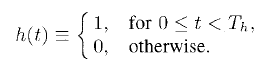 h(t) ≡ { 1, for 0 ≤ t < T_h,
0, otherwise.